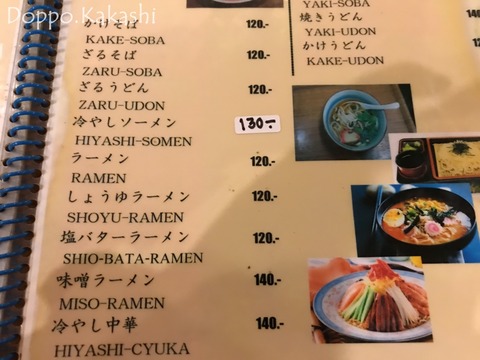 Doppo.Kakashi
かけそば 120.-
KAKE-SOBA
ざるそば 120.-
ZARU-SOBA
ざるうどん 120.-
ZARU-UDON
冷やしソーメン 130.-
HIYASHI-SOMEN
ラーメン 120.-
RAMEN
しょうゆラーメン 120.-
SHOYU-RAMEN
塩バターラーメン 120.-
SHIO-BATA-RAMEN
味噌ラーメン 140.-
MISO-RAMEN
冷やし中華 140.-
HIYASHI-CYUKA
YAKI-SOBA
焼きうどん 140
YAKI-UDON
かけうどん
KAKE-UDON